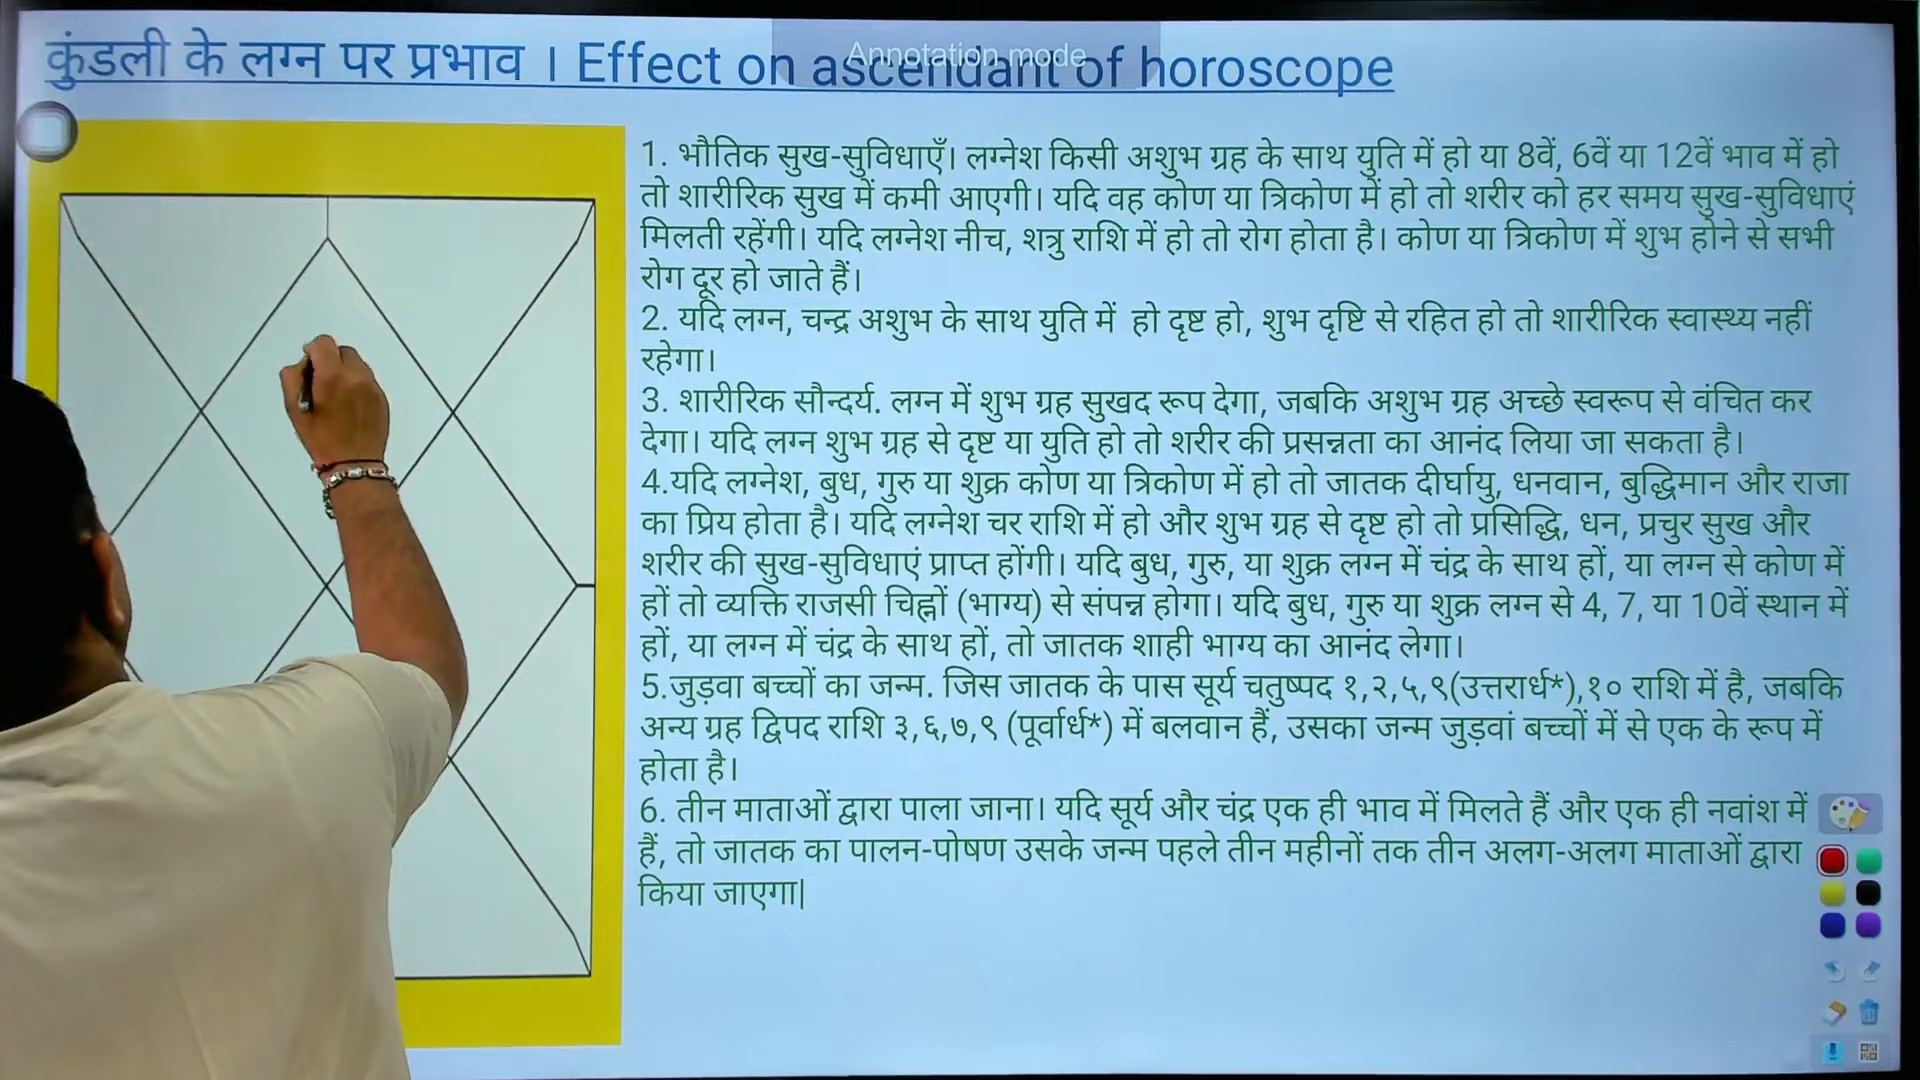 कुंडली के लग्न पर प्रभाव । Effect on ascendant of horoscope
Annotation mode
1. भौतिक सुख-सुविधाएँ। लग्नेश किसी अशुभ ग्रह के साथ युति में हो या 8वें, 6वें या 12वें भाव में हो
तो शारीरिक सुख में कमी आएगी। यदि वह कोण या त्रिकोण में हो तो शरीर को हर समय सुख-सुविधाएं
मिलती रहेंगी। यदि लग्नेश नीच, शत्रु राशि में हो तो रोग होता है। कोण या त्रिकोण में शुभ होने से सभी
रोग दूर हो जाते हैं।
2. यदि लग्न, चन्द्र अशुभ के साथ युति में हो दृष्ट हो, शुभ दृष्टि से रहित हो तो शारीरिक स्वास्थ्य नहीं
रहेगा।
3. शारीरिक सौन्दर्य. लग्न में शुभ ग्रह सुखद रूप देगा, जबकि अशुभ ग्रह अच्छे स्वरूप से वंचित कर
देगा। यदि लग्न शुभ ग्रह से दृष्ट या युति हो तो शरीर की प्रसन्नता का आनंद लिया जा सकता है।
4.यदि लग्नेश, बुध, गुरु या शुक्र कोण या त्रिकोण में हो तो जातक दीर्घायु, धनवान, बुद्धिमान और राजा
का प्रिय होता है। यदि लग्नेश चर राशि में हो और शुभ ग्रह से दृष्ट हो तो प्रसिद्धि, धन, प्रचुर सुख और
शरीर की सुख-सुविधाएं प्राप्त होंगी। यदि बुध, गुरु, या शुक्र लग्न में चंद्र के साथ हों, या लग्न से कोण में
हों तो व्यक्ति राजसी चिह्नों (भाग्य) से संपन्न होगा। यदि बुध, गुरु या शुक्र लग्न से 4, 7, या 10वें स्थान में
हों, या लग्न में चंद्र के साथ हों, तो जातक शाही भाग्य का आनंद लेगा।
5.जुड़वा बच्चों का जन्म. जिस जातक के पास सूर्य चतुष्पद १,२,५,९(उत्तरार्ध*),१० राशि में है, जबकि
अन्य ग्रह द्विपद राशि ३,६,७,९ (पूर्वार्ध*) में बलवान हैं, उसका जन्म जुड़वां बच्चों में से एक के रूप में
होता है।
6. तीन माताओं द्वारा पाला जाना। यदि सूर्य और चंद्र एक ही भाव में मिलते हैं और एक ही नवांश में
हैं, तो जातक का पालन-पोषण उसके जन्म पहले तीन महीनों तक तीन अलग-अलग माताओं द्वारा
किया जाएगा|